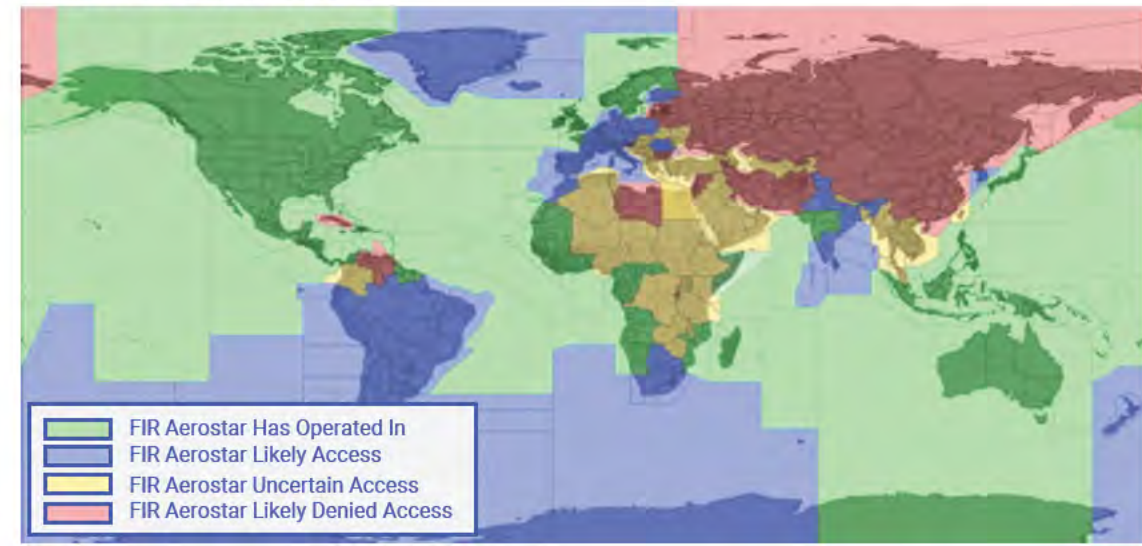 FIR Aerostar Has Operated In
FIR Aerostar Likely Access
FIR Aerostar Uncertain Access
FIR Aerostar Likely Denied Access